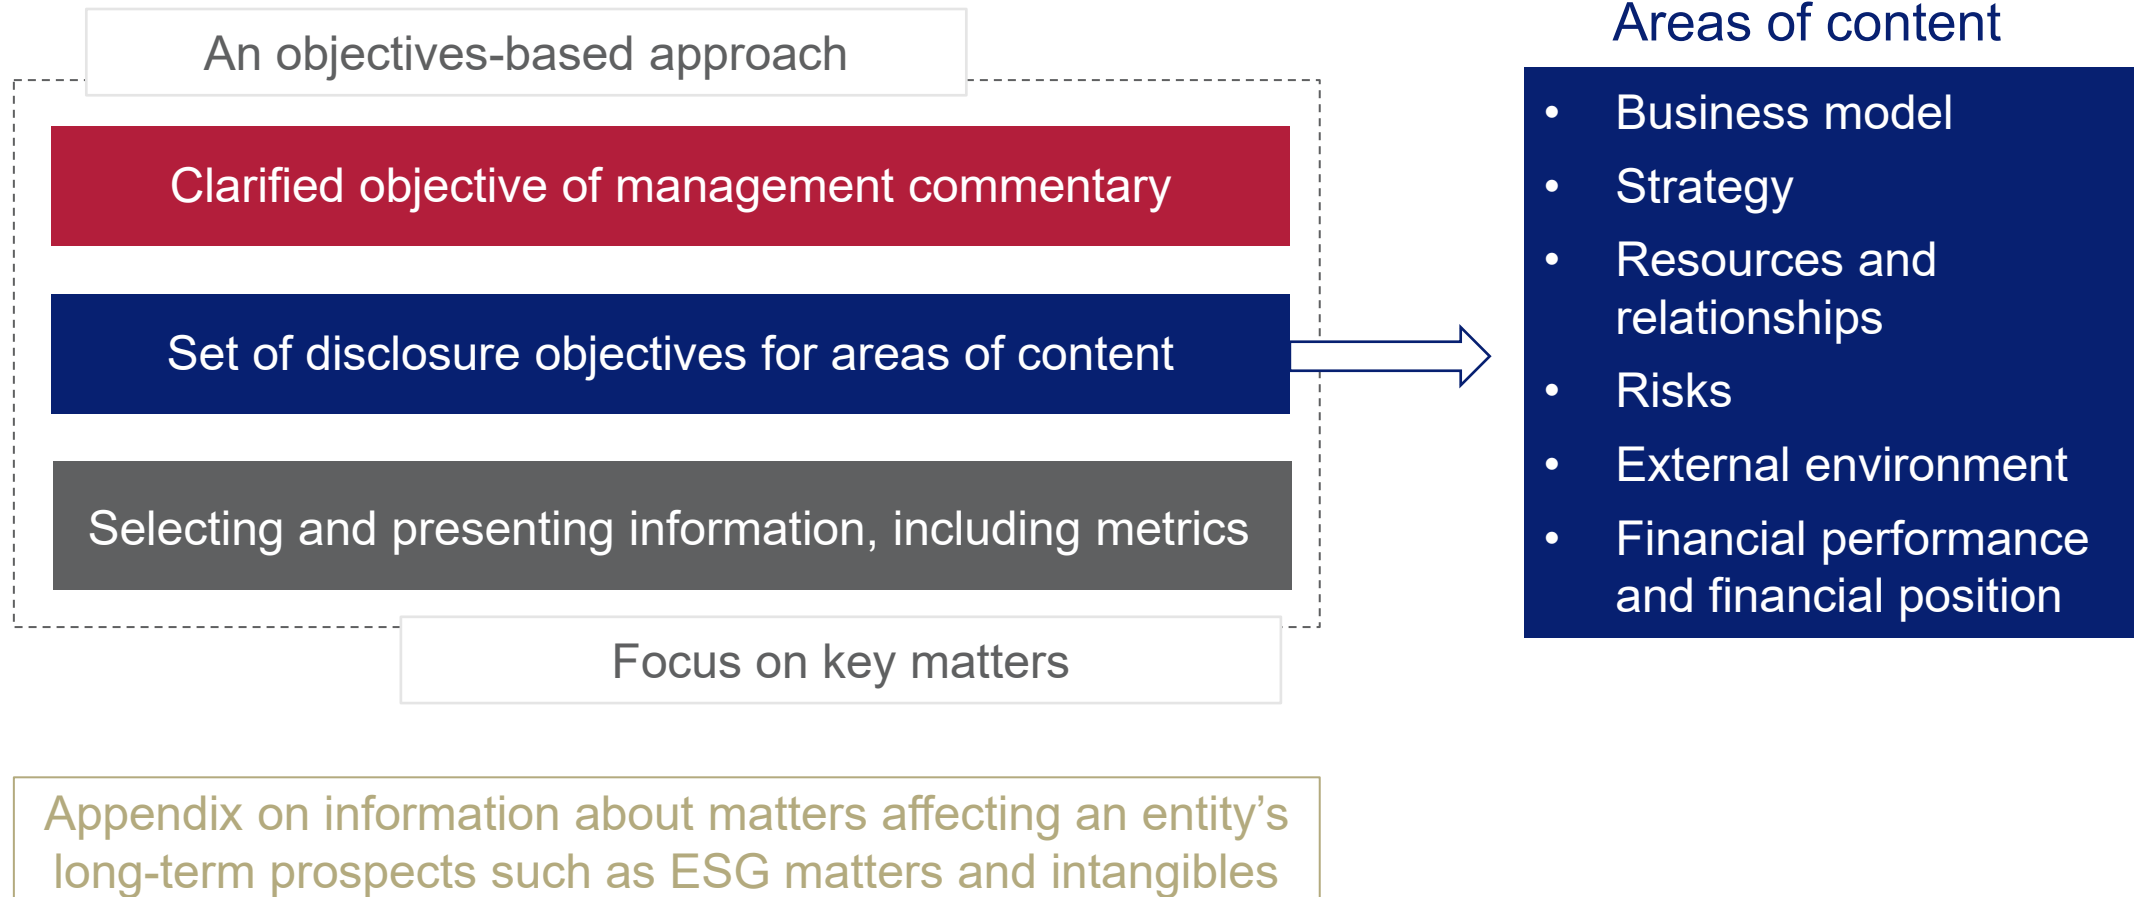 An objectives-based approach
Clarified objective of management commentary
Set of disclosure objectives for areas of content
Selecting and presenting information, including metrics
Focus on key matters
Appendix on information about matters affecting an entity’s
long-term prospects such as ESG matters and intangibles
Areas of content
• Business model
• Strategy
• Resources and
relationships
• Risks
• External environment
• Financial performance
and financial position